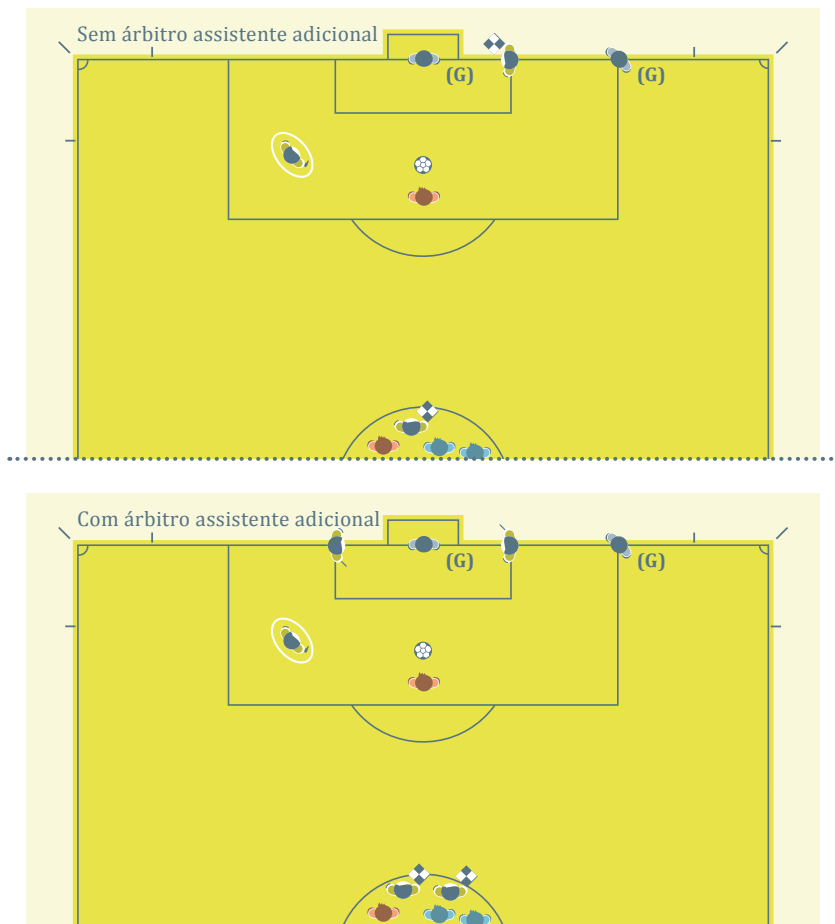 Sem árbitro assistente adicional
(G)
(G)
Com árbitro assistente adicional
(G)
(G)